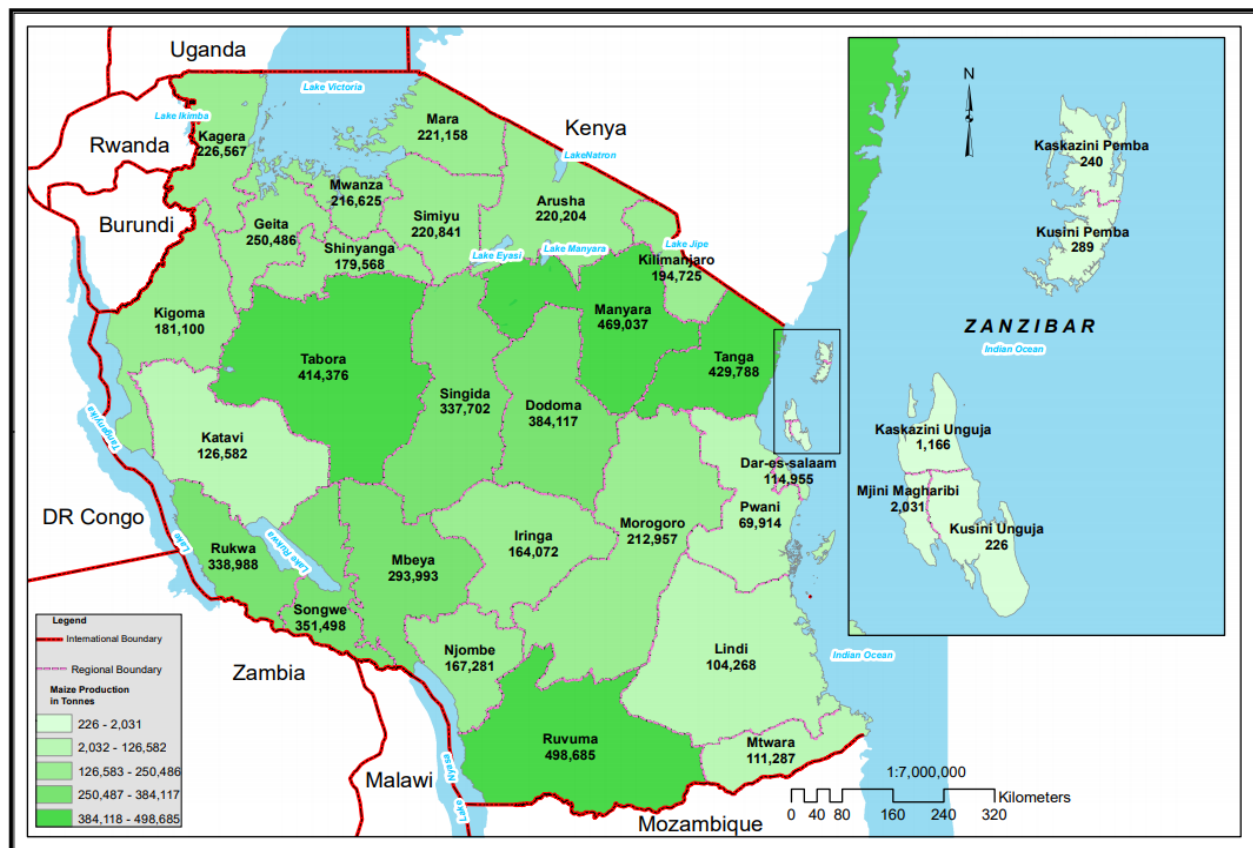 Uganda
Lake Victoria
Lake Ikimba
Kagera
226,567
Mara
221,158
Kenya
LakeNatron
Rwanda
Mwanza
216,625
Arusha
220,204
Simiyu
220,841
Burundi
Geita
250,486
Shinyanga
179,568
Lake Eyasi
Lake Manyara
Lake Jipe
Kilimanjaro
194,725
Kigoma
181,100
Manyara
469,037
Tabora
414,376
Tanga
429,788
Singida
337,702
Dodoma
384,117
Katavi
126,582
Tanganyika
Lake
Dar-es-salaam
114,955
Pwani
69,914
DR Congo
Morogoro
212,957
Iringa
164,072
Rukwa
338,988
Lake Rukwa
Mbeya
293,993
Songwe
351,498
Njombe
167,281
Lindi
104,268
Indian Ocean
Zambia
Ruvuma
498,685
Mtwara
111,287
Malawi
Lake Nyasa
Mozambique
N
Kaskazini Pemba
240
Kusini Pemba
289
ZANZIBAR
Indian Ocean
Kaskazini Unguja
1,166
Mjini Magharibi
2,031
Kusini Unguja
226
Legend
International Boundary
Regional Boundary
Maize Production
in Tonnes
226 - 2,031
2,032 - 126,582
126,583 - 250,486
250,487 - 384,117
384,118 - 498,685
1:7,000,000
Kilometers
0 40 80 160 240 320